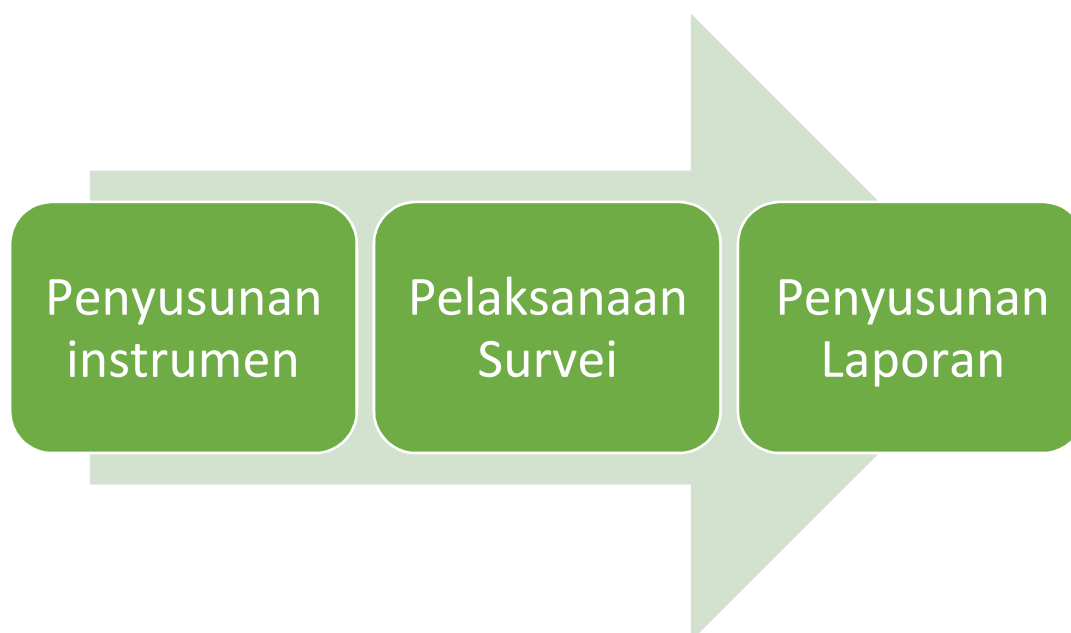 Penyusunan
instrumen
Pelaksanaan
Survei
Penyusunan
Laporan